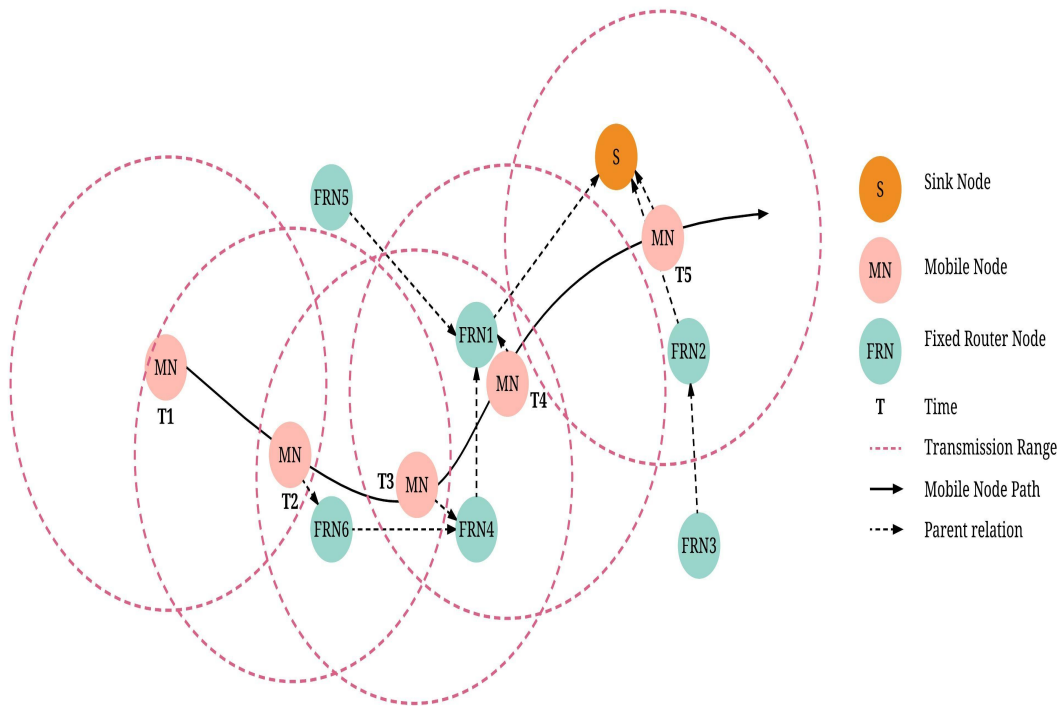 S
FRN5
MN
T5
FRN1
FRN2
MN
T1
MN
T4
MN
T2
T3
MN
FRN6
FRN4
FRN3
S
Sink Node
MN
Mobile Node
FRN
Fixed Router Node
T
Time
Transmission Range
Mobile Node Path
Parent relation